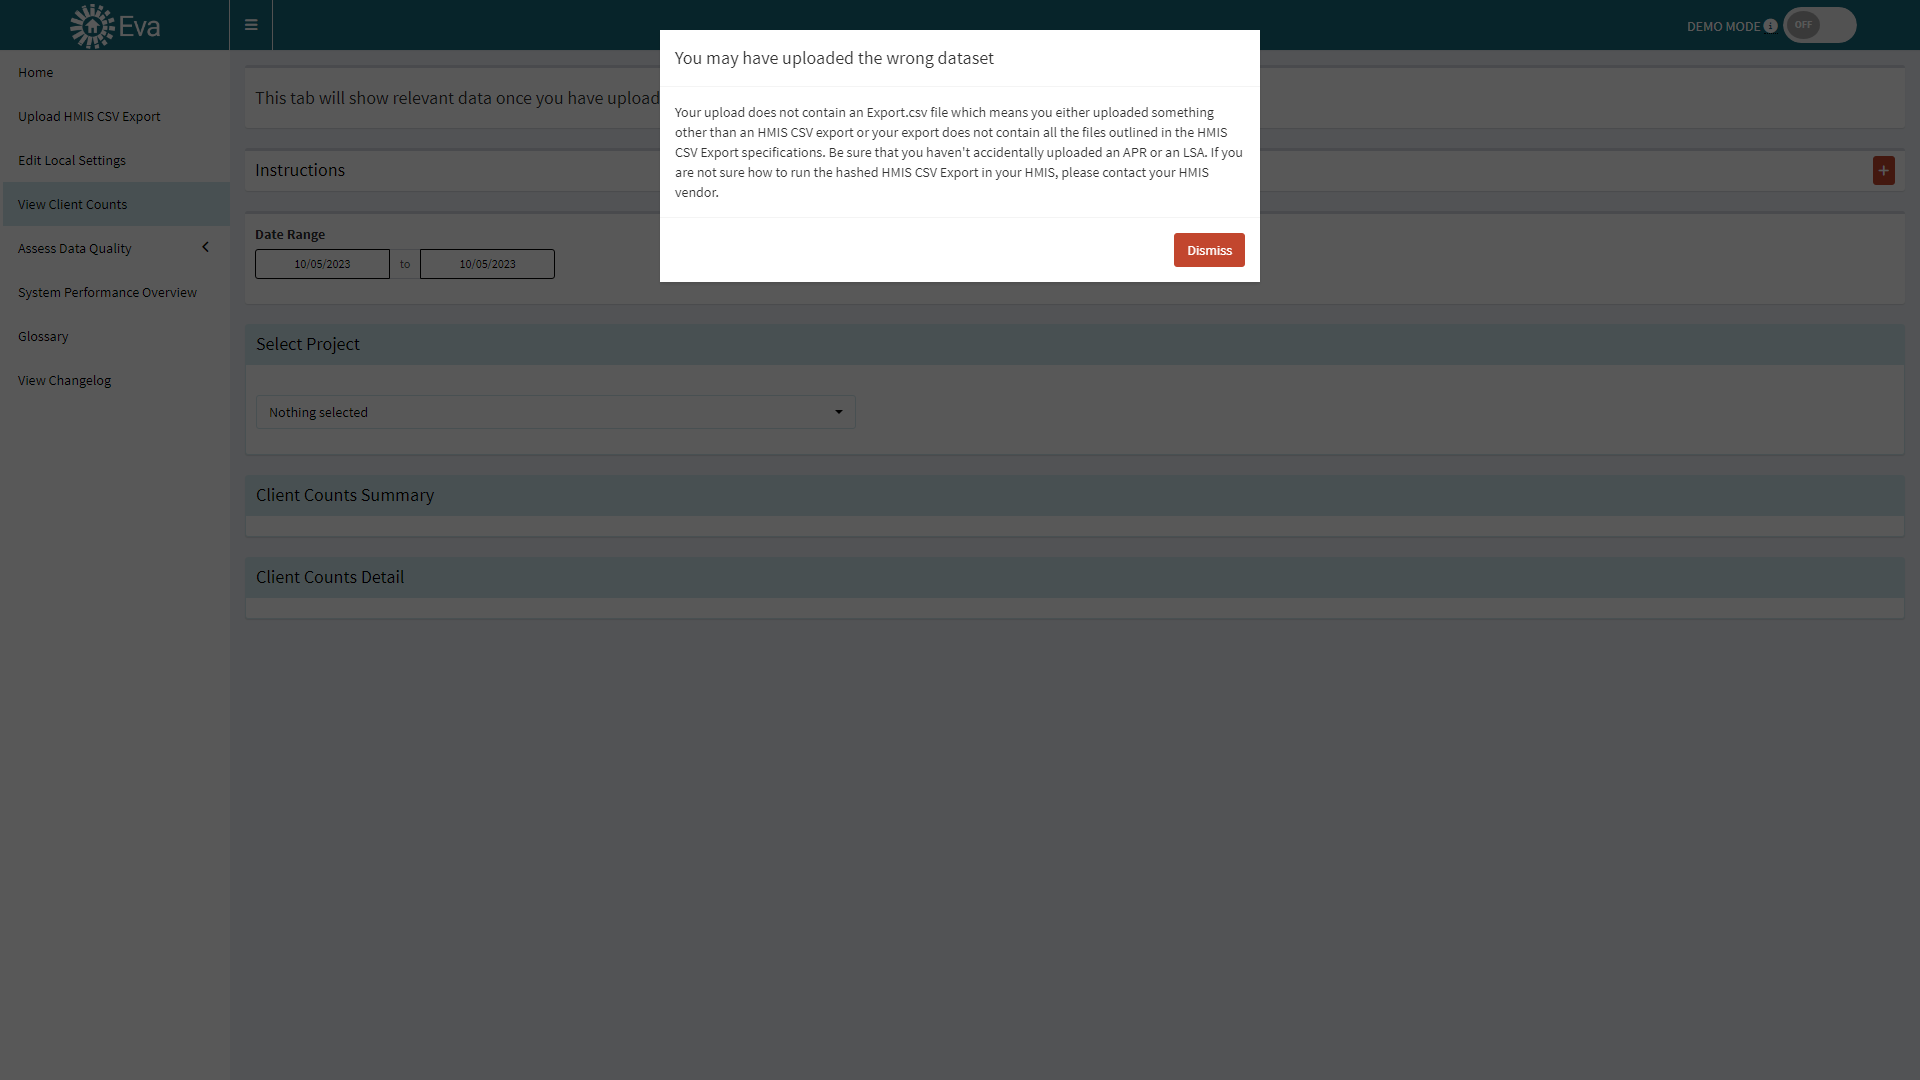 Eva
DEMO MODE
OFF
Home
Upload HMIS CSV Export
Edit Local Settings
View Client Counts
Assess Data Quality
System Performance Overview
Glossary
View Changelog
This tab will show relevant data once you have upload
Instructions
Date Range
10/05/2023 to 10/05/2023
Select Project
Nothing selected
Client Counts Summary
Client Counts Detail
You may have uploaded the wrong dataset
Your upload does not contain an Export.csv file which means you either uploaded something
other than an HMIS CSV export or your export does not contain all the files outlined in the HMIS
CSV Export specifications. Be sure that you haven't accidentally uploaded an APR or an LSA. If you
are not sure how to run the hashed HMIS CSV Export in your HMIS, please contact your HMIS
vendor.
Dismiss